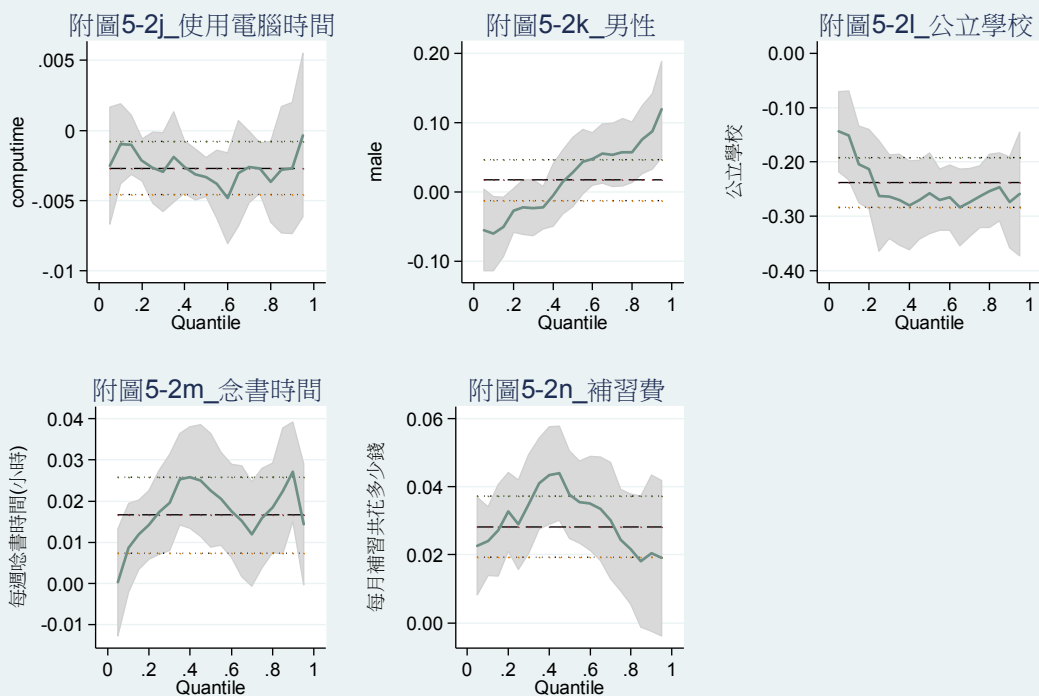 附圖5-2j_使用電腦時間
computime
.005
0
-.005
-.01
0 .2 .4 .6 .8 1
Quantile
附圖5-2k_男性
male
0.20
0.10
0.00
-0.10
0 .2 .4 .6 .8 1
Quantile
附圖5-2l_公立學校
公立學校
0.00
-0.10
-0.20
-0.30
-0.40
0 .2 .4 .6 .8 1
Quantile
附圖5-2m_念書時間
每週唸書時間(小時)
0.04
0.03
0.02
0.01
0.00
-0.01
0 .2 .4 .6 .8 1
Quantile
附圖5-2n_補習費
每月補習共花多少錢
0.06
0.04
0.02
0.00
0 .2 .4 .6 .8 1
Quantile